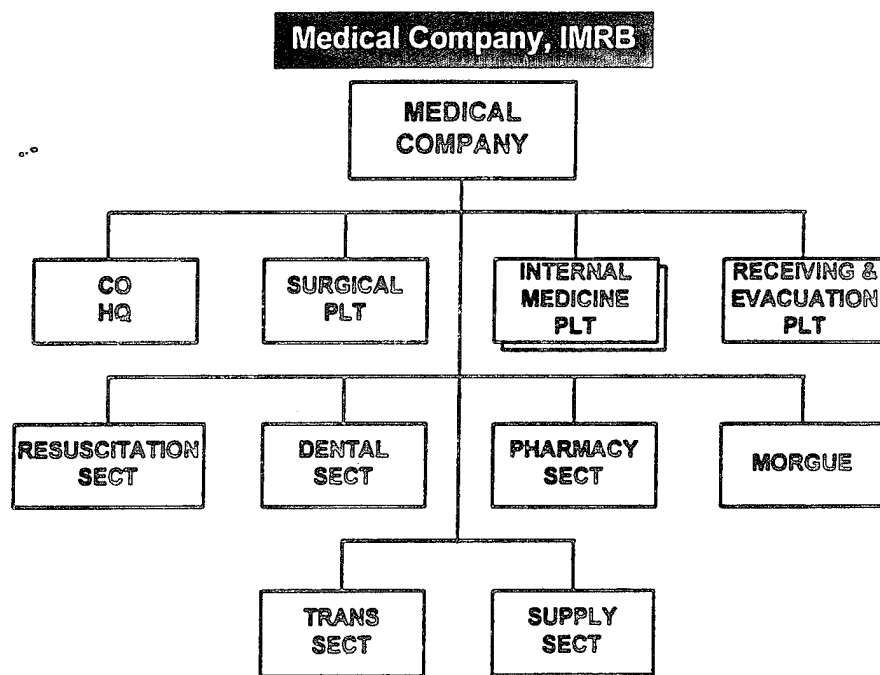 Medical Company, IMRB
MEDICAL
COMPANY
CO
HQ
SURGICAL
PLT
INTERNAL
MEDICINE
PLT
RECEIVING &
EVACUATION
PLT
RESUSCITATION
SECT
DENTAL
SECT
PHARMACY
SECT
MORGUE
TRANS
SECT
SUPPLY
SECT